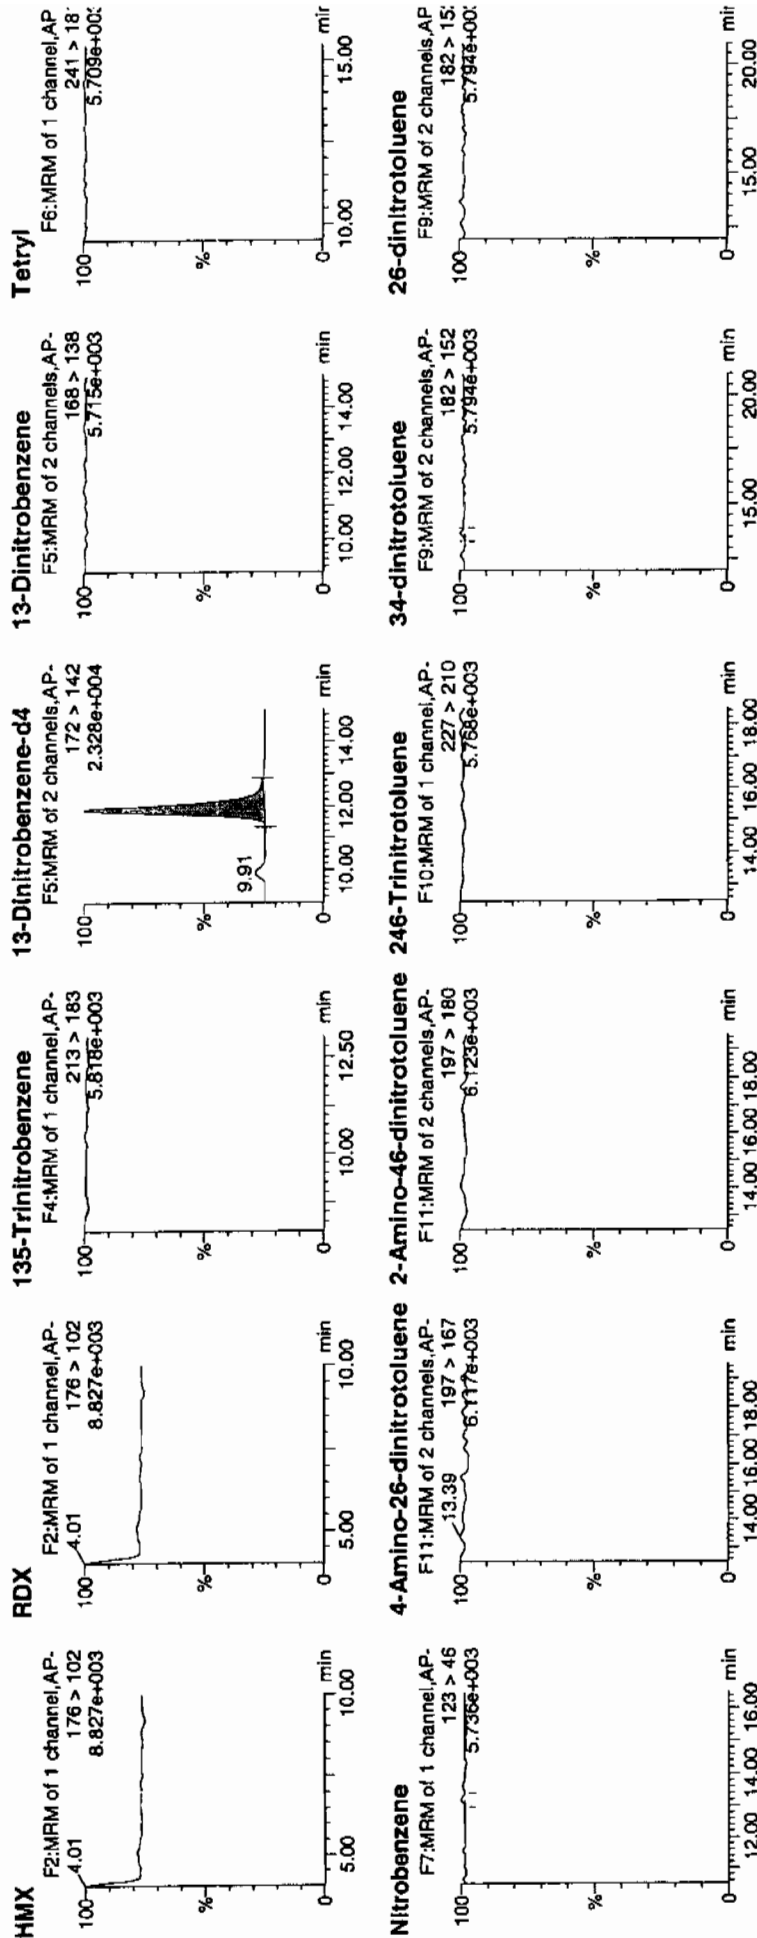 HMX
F2:MRM of 1 channel,AP-
176 > 102
8.827e+003
4.01
100
%
0
5.00
10.00
min
RDX
F2:MRM of 1 channel,AP-
176 > 102
8.827e+003
4.01
100
%
0
5.00
10.00
min
135-Trinitrobenzene
F4:MRM of 1 channel,AP-
213 > 183
5.818e+003
100
%
0
10.00
12.50
min
13-Dinitrobenzene-d4
F5:MRM of 2 channels,AP-
172 > 142
2.328e+004
9.91
100
%
0
10.00
12.00
14.00
min
13-Dinitrobenzene
F5:MRM of 2 channels,AP-
168 > 138
5.715e+003
100
%
0
10.00
12.00
14.00
min
Tetryl
F6:MRM of 1 channel,AP
241 > 18
5.709e+00
100
%
0
10.00
15.00
min
Nitrobenzene
F7:MRM of 1 channel,AP-
123 > 46
5.736e+003
100
%
0
12.00
14.00
16.00
min
4-Amino-26-dinitrotoluene
F11:MRM of 2 channels,AP-
197 > 167
6.117e+003
13.39
100
%
0
14.00
16.00
18.00
min
2-Amino-46-dinitrotoluene
F11:MRM of 2 channels,AP-
197 > 180
6.123e+003
100
%
0
14.00
16.00
18.00
min
246-Trinitrotoluene
F10:MRM of 1 channel,AP-
227 > 210
5.768e+003
100
%
0
14.00
16.00
18.00
min
34-dinitrotoluene
F9:MRM of 2 channels,AP-
182 > 152
5.794e+003
100
%
0
15.00
20.00
min
26-dinitrotoluene
F9:MRM of 2 channels,AP
182 > 15
5.794e+00
100
%
0
15.00
20.00
min